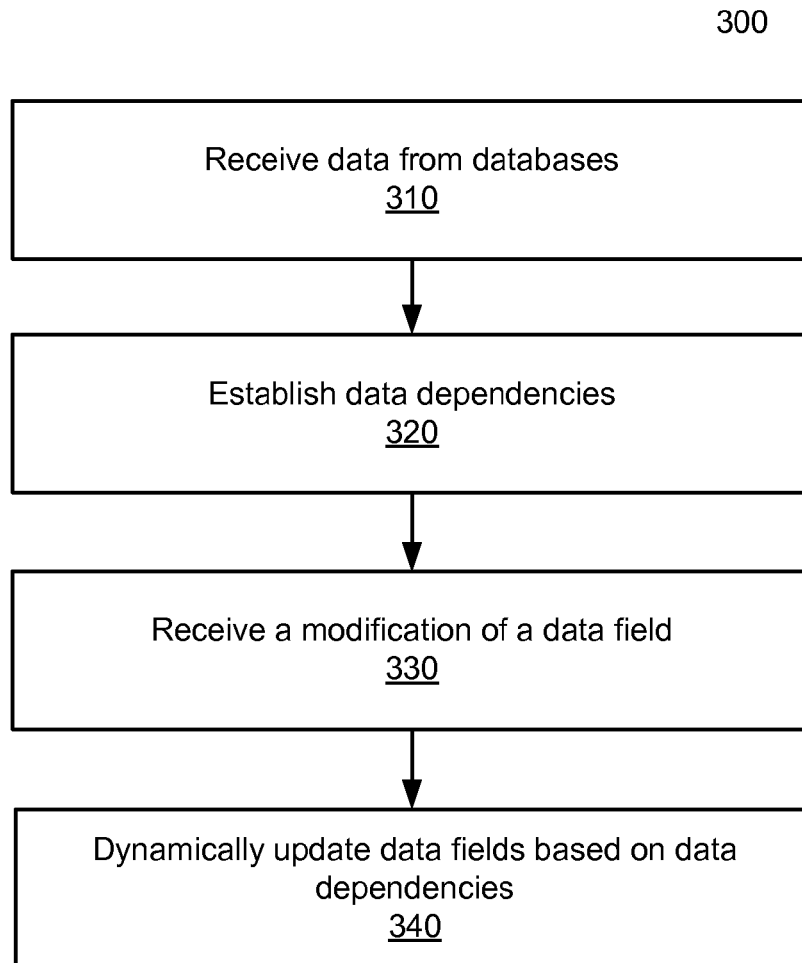 300
Receive data from databases
310
Establish data dependencies
320
Receive a modification of a data field
330
Dynamically update data fields based on data
dependencies
340